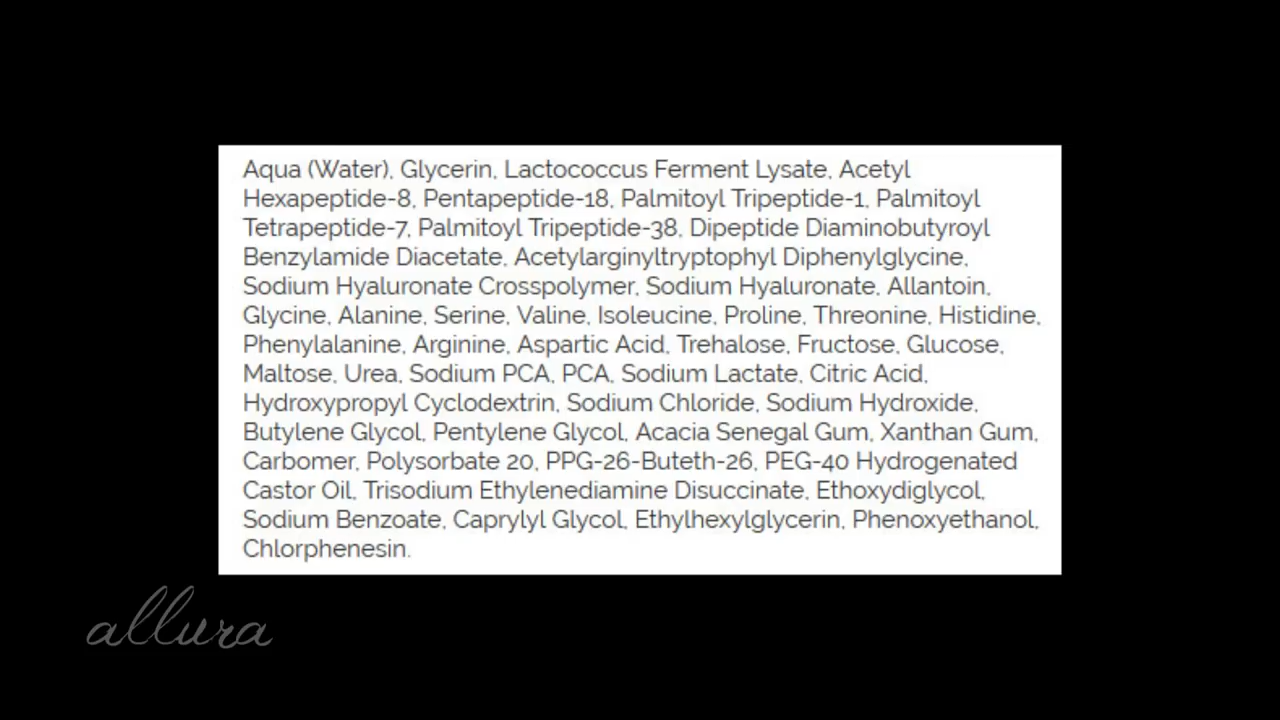 Aqua (Water), Glycerin, Lactococcus Ferment Lysate, Acetyl
Hexapeptide-8, Pentapeptide-18, Palmitoyl Tripeptide-1, Palmitoyl
Tetrapeptide-7, Palmitoyl Tripeptide-38, Dipeptide Diaminobutyroyl
Benzylamide Diacetate, Acetylarginyltryptophyl Diphenylglycine,
Sodium Hyaluronate Crosspolymer, Sodium Hyaluronate, Allantoin,
Glycine, Alanine, Serine, Valine, Isoleucine, Proline, Threonine, Histidine,
Phenylalanine, Arginine, Aspartic Acid, Trehalose, Fructose, Glucose,
Maltose, Urea, Sodium PCA, PCA, Sodium Lactate, Citric Acid,
Hydroxypropyl Cyclodextrin, Sodium Chloride, Sodium Hydroxide,
Butylene Glycol, Pentylene Glycol, Acacia Senegal Gum, Xanthan Gum,
Carbomer, Polysorbate 20, PPG-26-Buteth-26, PEG-40 Hydrogenated
Castor Oil, Trisodium Ethylenediamine Disuccinate, Ethoxydiglycol,
Sodium Benzoate, Caprylyl Glycol, Ethylhexylglycerin, Phenoxyethanol,
Chlorphenesin.
allura